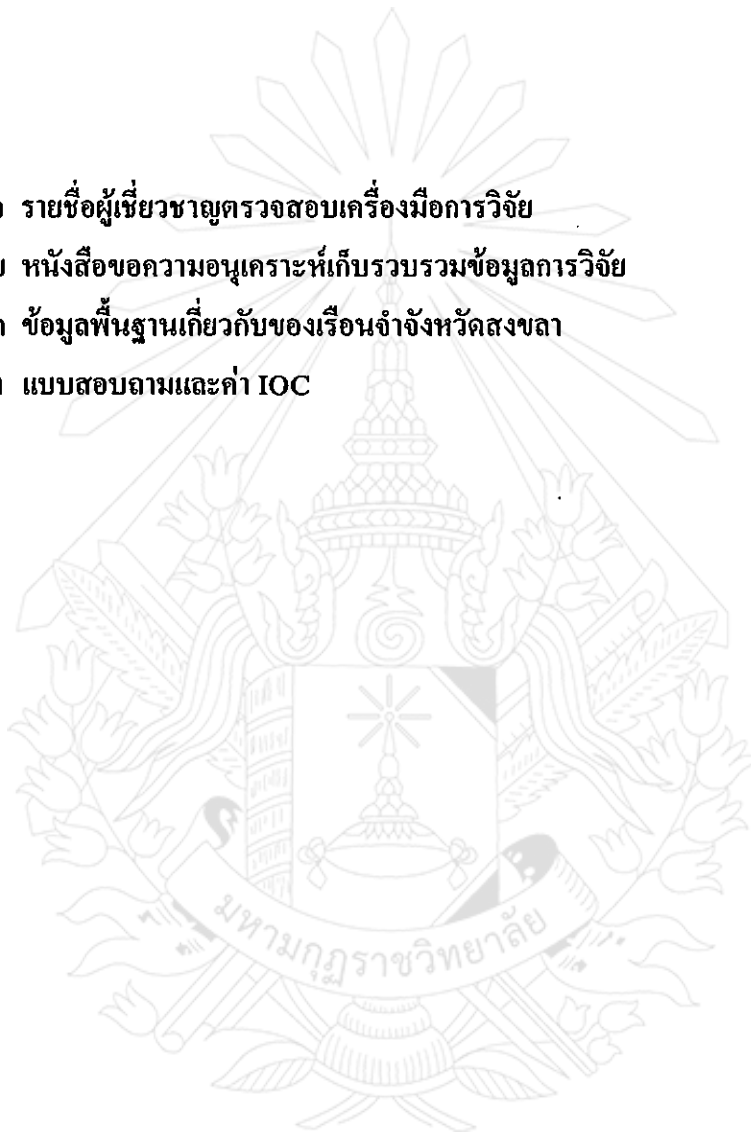 รายชื่อผู้เชี่ยวชาญตรวจสอบเครื่องมือการวิจัย
หนังสือขอความอนุเคราะห์เก็บรวบรวมข้อมูลการวิจัย
ข้อมูลพื้นฐานเกี่ยวกับของเรือนจำจังหวัดสงขลา
แบบสอบถามและค่า IOC
มหามกุฏราชวิทยาลัย